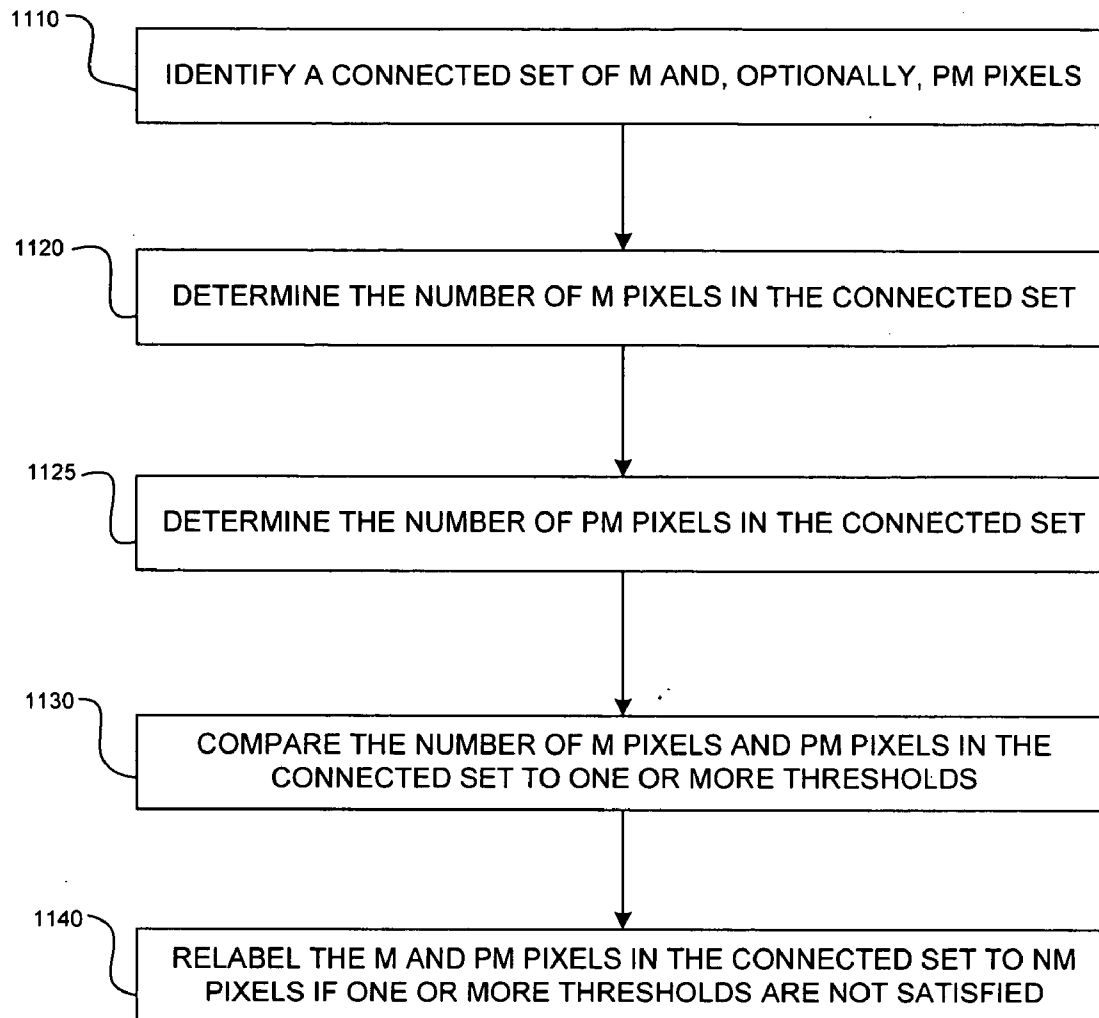 1110
IDENTIFY A CONNECTED SET OF M AND, OPTIONALLY, PM PIXELS
1120
DETERMINE THE NUMBER OF M PIXELS IN THE CONNECTED SET
1125
DETERMINE THE NUMBER OF PM PIXELS IN THE CONNECTED SET
1130
COMPARE THE NUMBER OF M PIXELS AND PM PIXELS IN THE
CONNECTED SET TO ONE OR MORE THRESHOLDS
1140
RELABEL THE M AND PM PIXELS IN THE CONNECTED SET TO NM
PIXELS IF ONE OR MORE THRESHOLDS ARE NOT SATISFIED